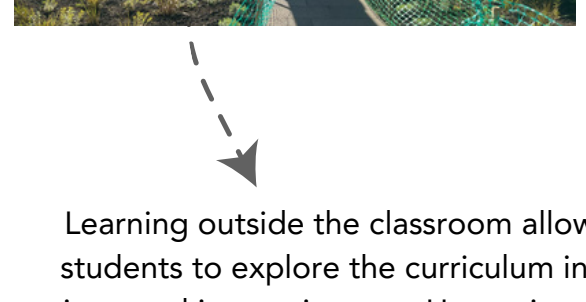 Learning outside the classroom allow
students to explore the curriculum in